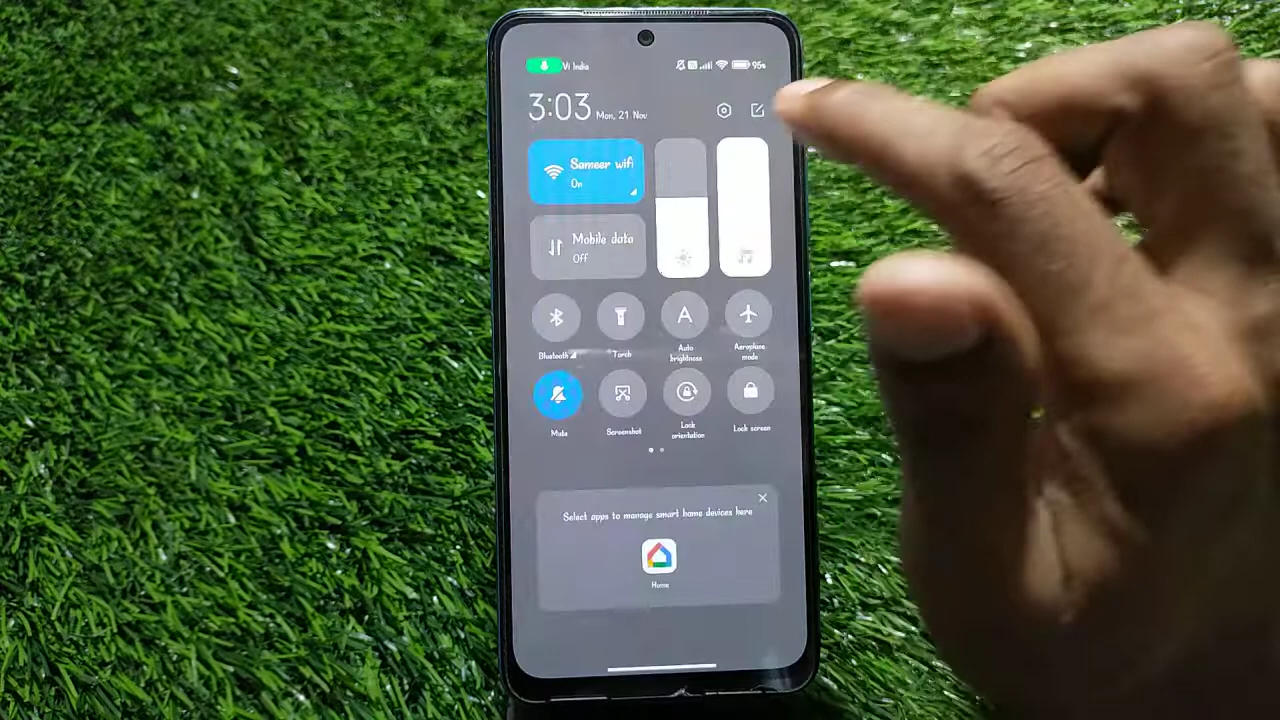 Vi India
95%
3:03 Mon, 21 Nov
Sameer wifi
On
Mobile data
Off
Bluetooth
Torch
A
Auto
brightness
Aeroplane
mode
Mute
Screenshot
Lock
orientation
Lock screen
Select apps to manage smart home devices here
Home